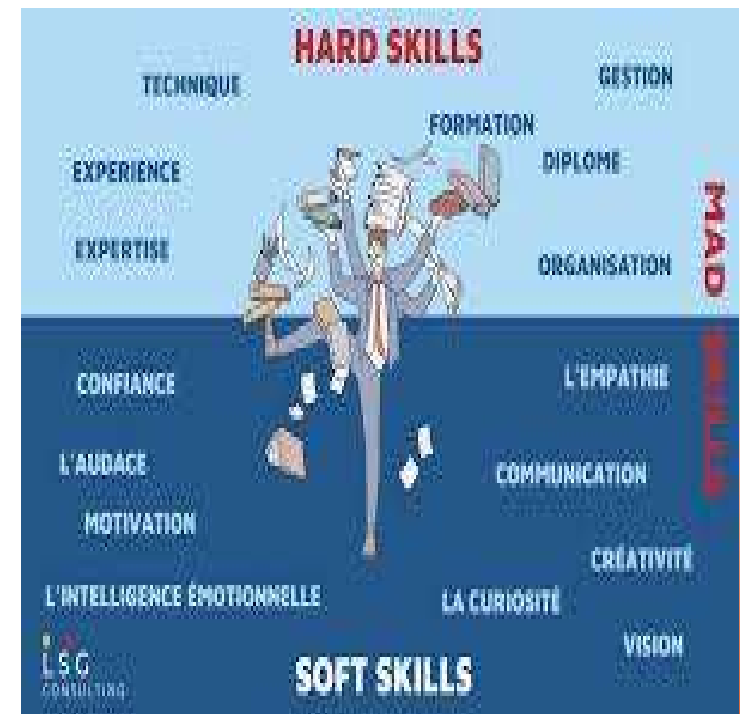 HARD SKILLS
TECHNIQUE
GESTION
FORMATION
DIPLOME
EXPERIENCE
EXPERTISE
ORGANISATION
MAD SKILLS
CONFIANCE
L'EMPATHIE
L'AUDACE
COMMUNICATION
MOTIVATION
CRÉATIVITÉ
L'INTELLIGENCE ÉMOTIONNELLE
LA CURIOSITÉ
VISION
SOFT SKILLS
LSG
CONSULTING